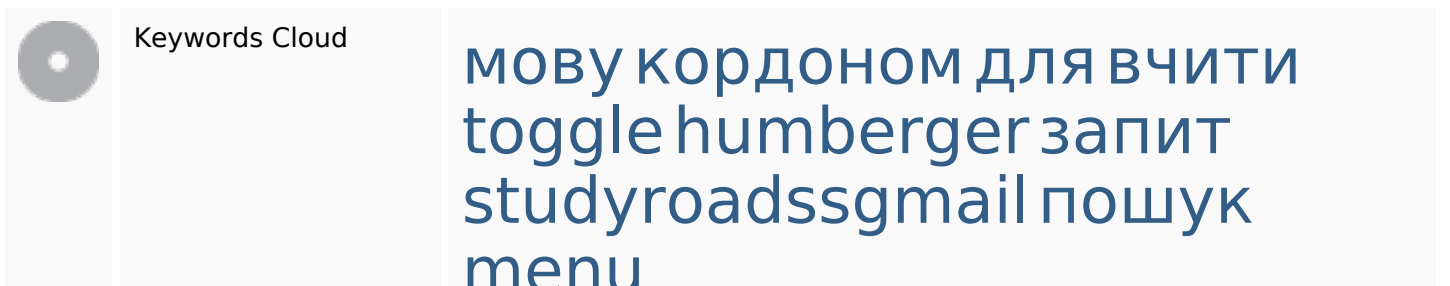 Keywords Cloud
мову кордоном для вчити
toggle humberger запит
studyroadssgmail пошук
menu